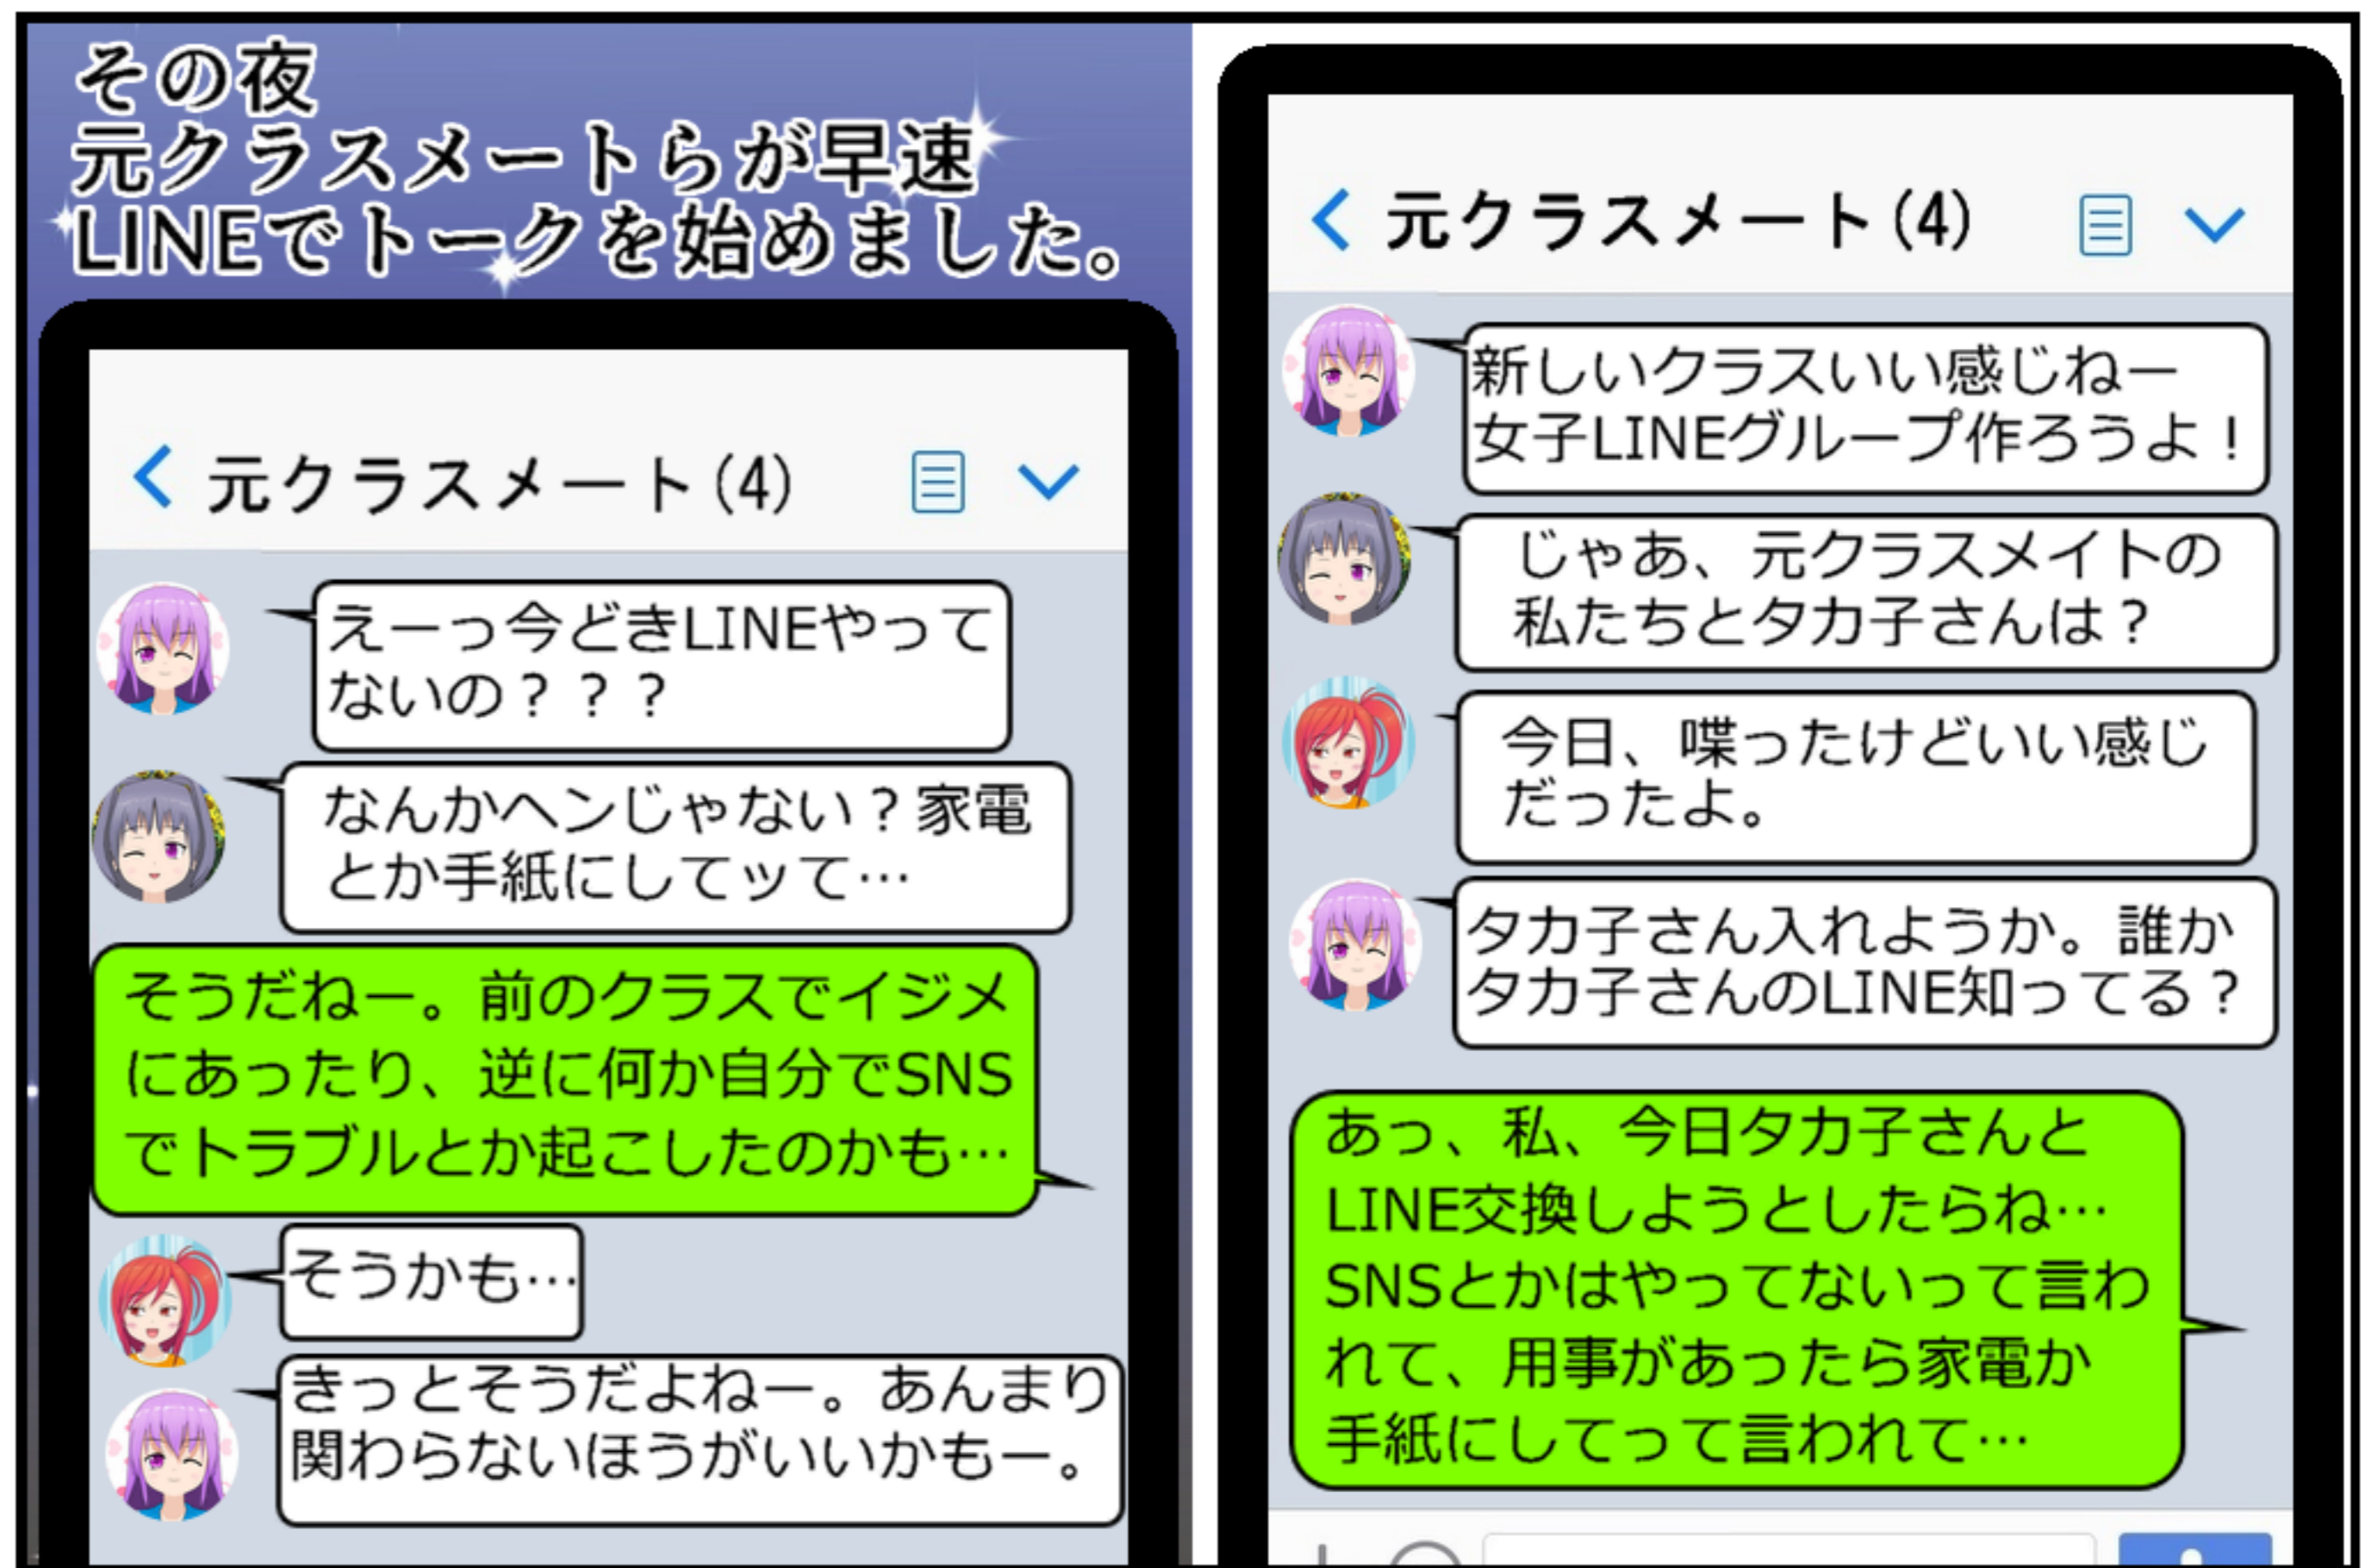 その夜
元クラスメートらが早速
LINEでトークを始めました。
元クラスメート(4)
新しいクラスいい感じねー
女子LINEグループ作ろうよ！
じゃあ、元クラスメイトの
私たちとタカ子さんは？
今日、喋ったけどいい感じ
だったよ。
タカ子さん入れようか。誰か
タカ子さんのLINE知ってる？
あっ、私、今日タカ子さんと
LINE交換しようとしたらね…
SNSとかはやってないって言わ
れて、用事があったら家電か
手紙にしてって言われて…
元クラスメート(4)
えーっ今どきLINEやって
ないの？？？
なんかヘンじゃない？家電
とか手紙にしてッて…
そうだねー。前のクラスでイジメ
にあったり、逆に何か自分でSNS
でトラブルとか起こしたのかも…
そうかも…
きっとそうだよねー。あんまり
関わらないほうがいいかもー。